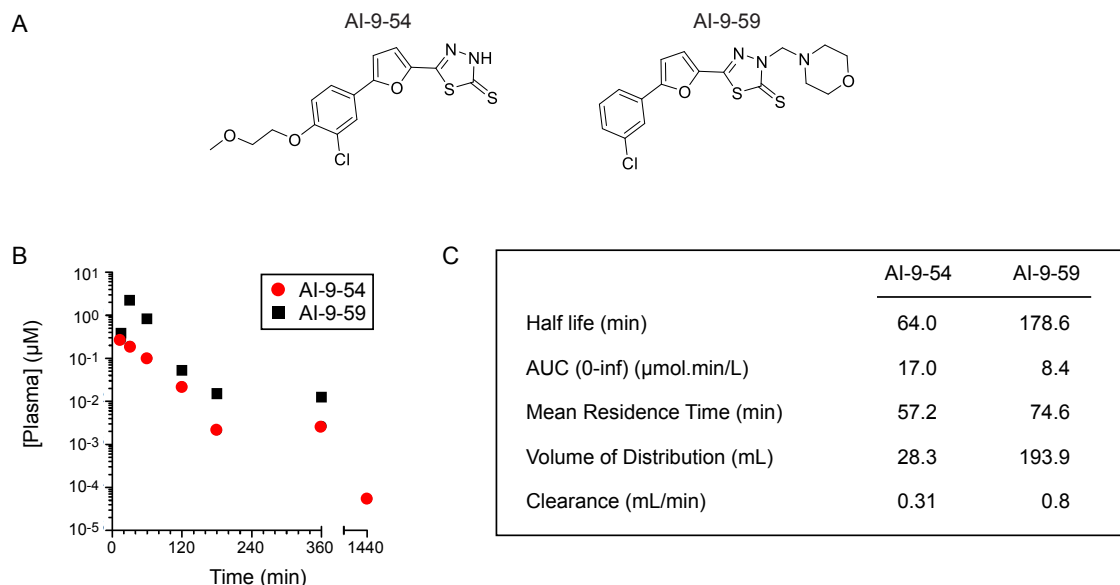 A
AI-9-54
AI-9-59
N
NH
S
S
O
Cl
O
O
N
N
N
O
S
S
O
Cl
B
AI-9-54
AI-9-59
[Plasma] (µM)
10^1
10^0
10^-1
10^-2
10^-3
10^-4
10^-5
0 120 240 360 1440
Time (min)
C
AI-9-54 AI-9-59
Half life (min) 64.0 178.6
AUC (0-inf) (µmol.min/L) 17.0 8.4
Mean Residence Time (min) 57.2 74.6
Volume of Distribution (mL) 28.3 193.9
Clearance (mL/min) 0.31 0.8